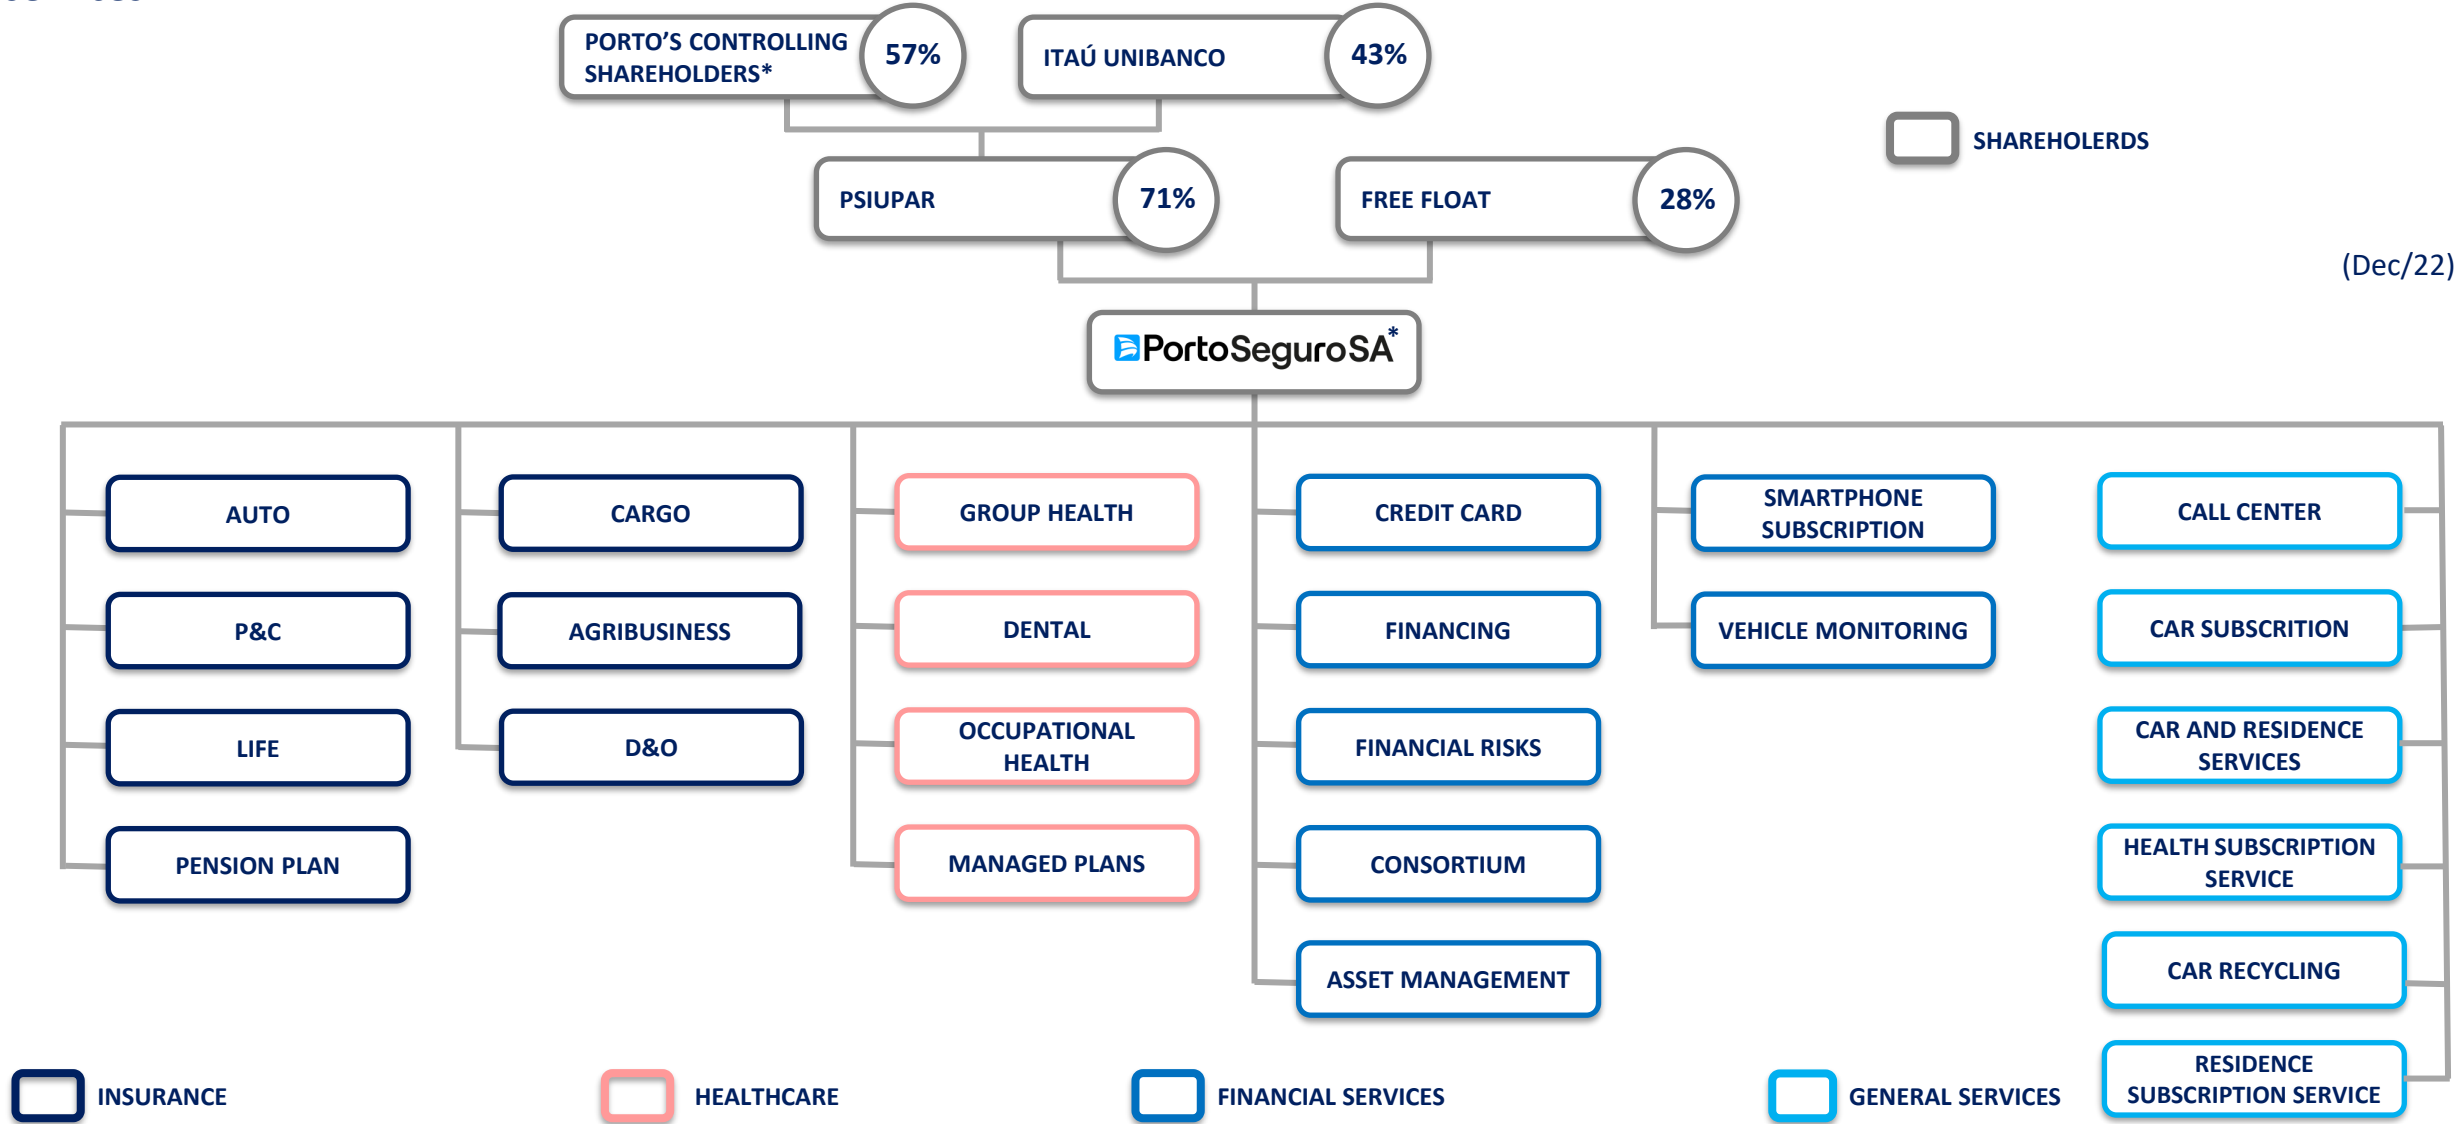 PORTO'S CONTROLLING
SHAREHOLDERS*
57%
ITAÚ UNIBANCO
43%
SHAREHOLERDS
PSIUPAR
71%
FREE FLOAT
28%
(Dec/22)
PortoSeguroSA*
AUTO
CARGO
GROUP HEALTH
CREDIT CARD
SMARTPHONE
SUBSCRIPTION
CALL CENTER
P&C
AGRIBUSINESS
DENTAL
FINANCING
VEHICLE MONITORING
CAR SUBSCRITION
LIFE
D&O
OCCUPATIONAL
HEALTH
FINANCIAL RISKS
CAR AND RESIDENCE
SERVICES
PENSION PLAN
MANAGED PLANS
CONSORTIUM
HEALTH SUBSCRIPTION
SERVICE
ASSET MANAGEMENT
CAR RECYCLING
RESIDENCE
SUBSCRIPTION SERVICE
INSURANCE
HEALTHCARE
FINANCIAL SERVICES
GENERAL SERVICES